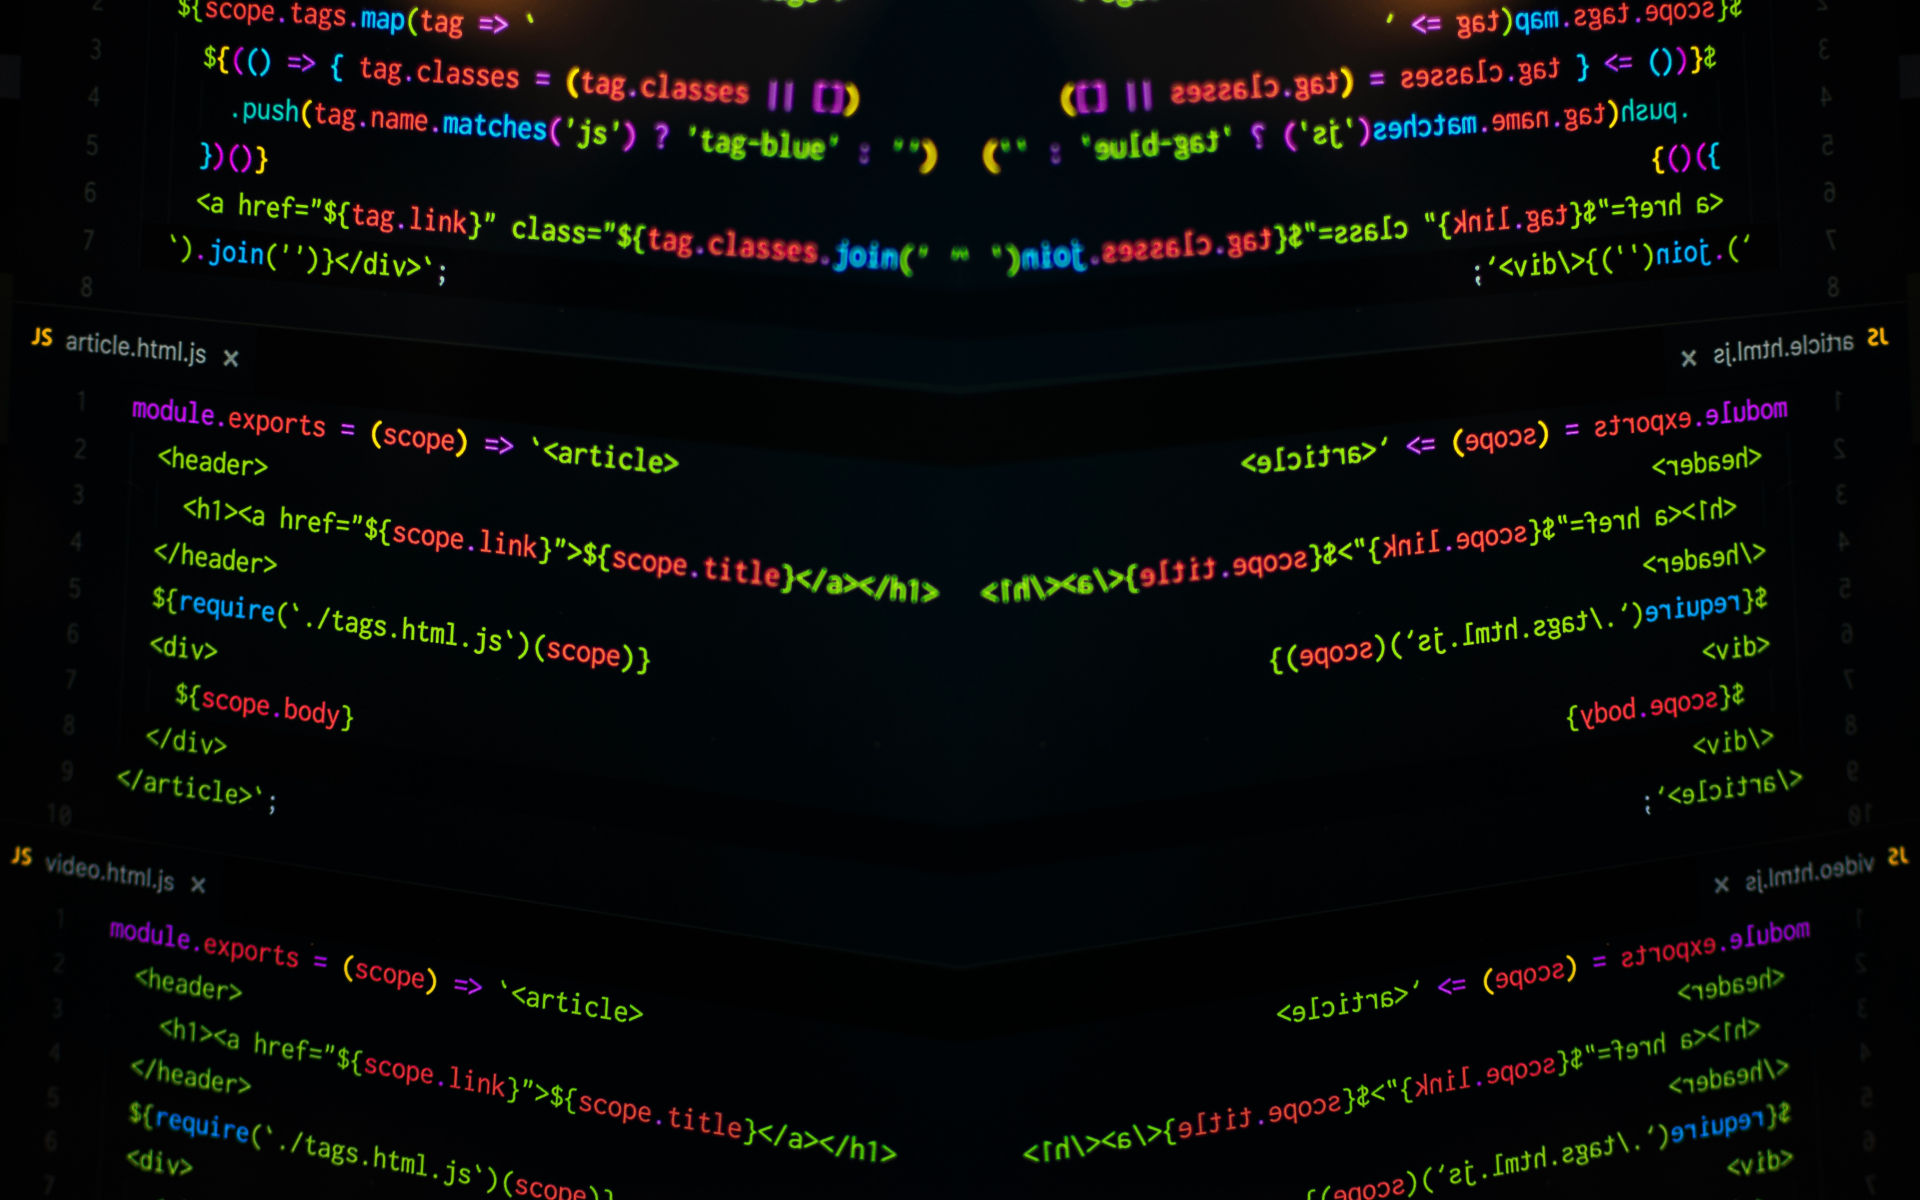 ${scope.tags.map(tag => `
${(() => { tag.classes = (tag.classes || [])
.push(tag.name.matches('js') ? 'tag-blue' : '')
})()}
<a href="${tag.link}" class="${tag.classes.join('
`).join('')}</div>`;
JS article.html.js ×
module.exports = (scope) => `<article>
<header>
<h1><a href="${scope.link}">${scope.title}</a></h1>
</header>
${require(`./tags.html.js`)(scope)}
<div>
${scope.body}
</div>
</article>`;
JS video.html.js ×
module.exports = (scope) => `<article>
<header>
<h1><a href="${scope.link}">${scope.title}</a></h1>
</header>
${require(`./tags.html.js`)(scope)}
<div>